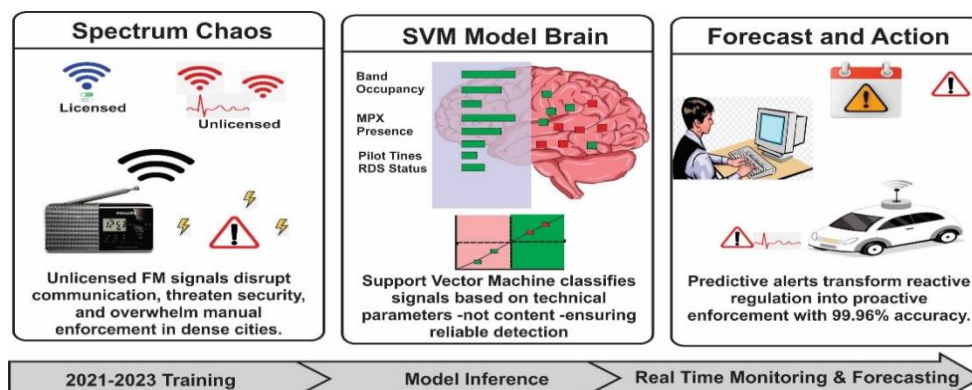 Spectrum Chaos
Licensed
Unlicensed
PHILIPS
Unlicensed FM signals disrupt
communication, threaten security,
and overwhelm manual
enforcement in dense cities.
SVM Model Brain
Band
Occupancy
MPX
Presence
Pilot Tines
RDS Status
Support Vector Machine classifies
signals based on technical
parameters -not content -ensuring
reliable detection
Forecast and Action
Predictive alerts transform reactive
regulation into proactive
enforcement with 99.96% accuracy.
2021-2023 Training
Model Inference
Real Time Monitoring & Forecasting